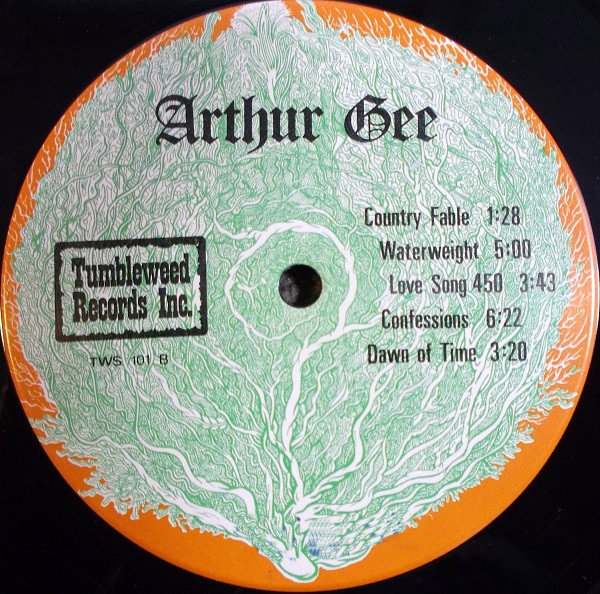 Arthur Gee
Country Fable 1:28
Waterweight 5:00
Love Song 450 3:43
Confessions 6:22
Dawn of Time 3:20
Tumbleweed
Records Inc.
TWS 101 B